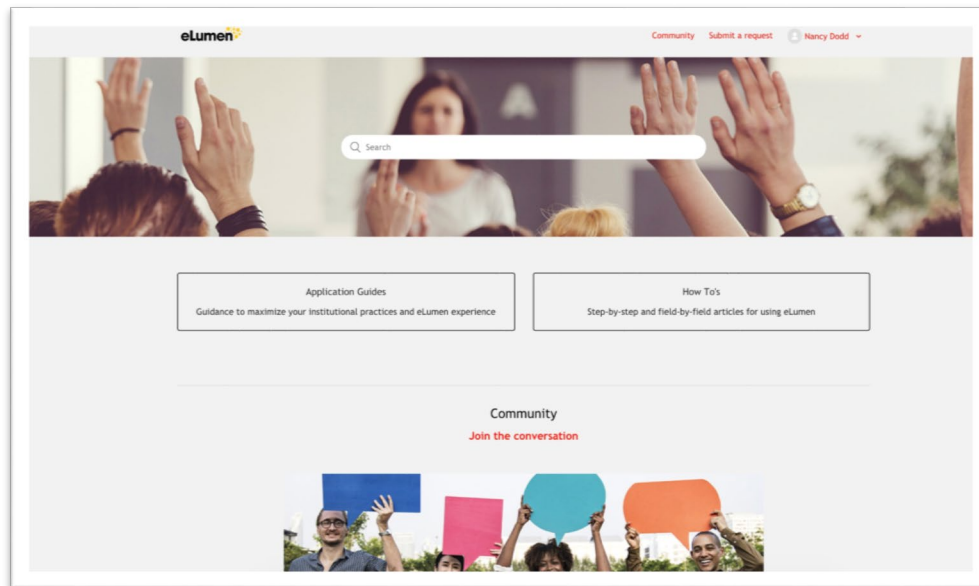 eLumen
Community Submit a request Nancy Dodd
Search
A
Application Guides
Guidance to maximize your institutional practices and eLumen experience
How To's
Step-by-step and field-by-field articles for using eLumen
Community
Join the conversation